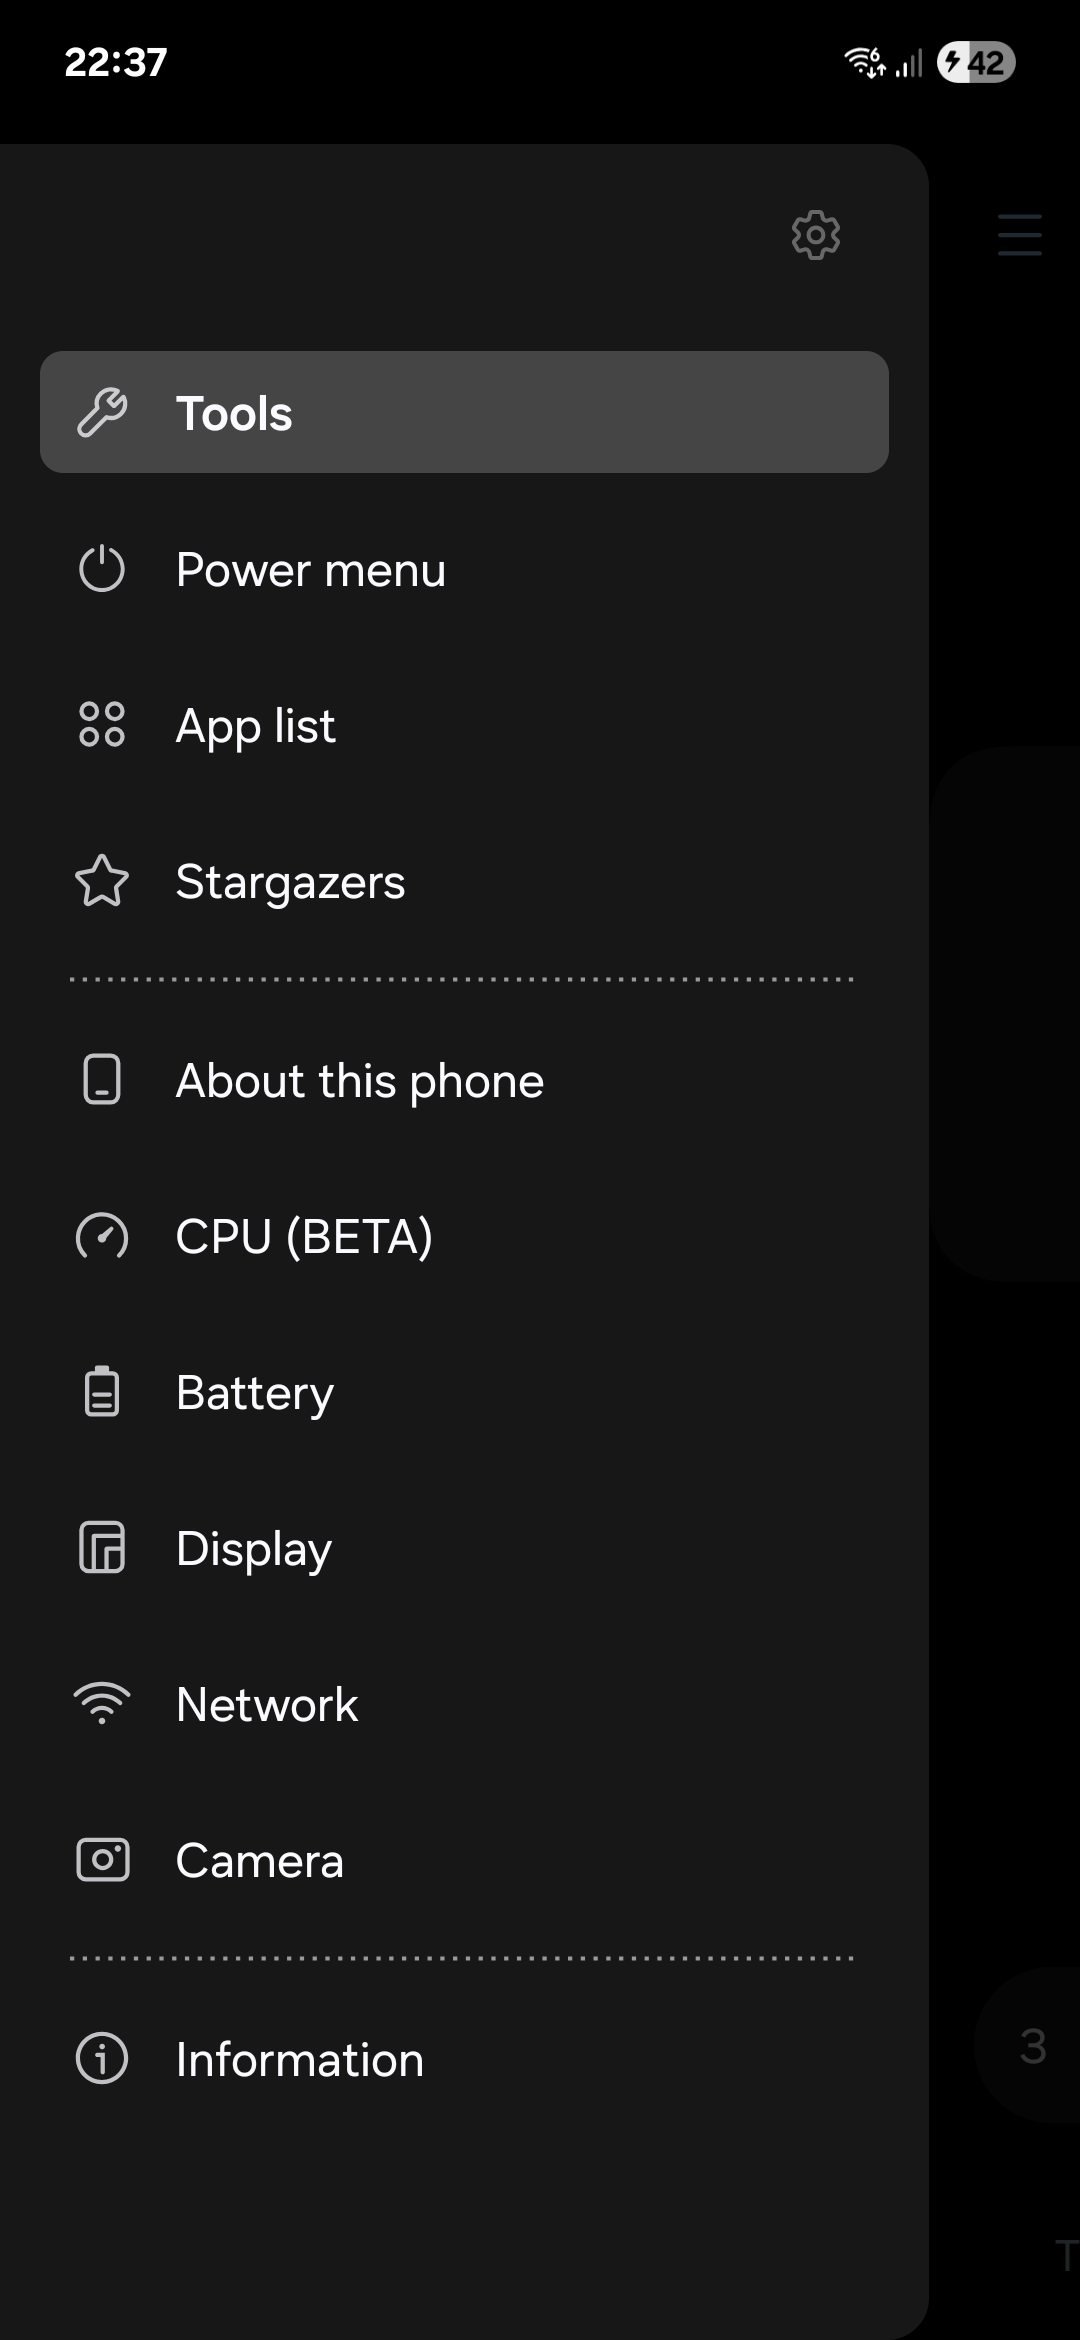 22:37
6
42
Tools
Power menu
App list
Stargazers
About this phone
CPU (BETA)
Battery
Display
Network
Camera
3
Information
T